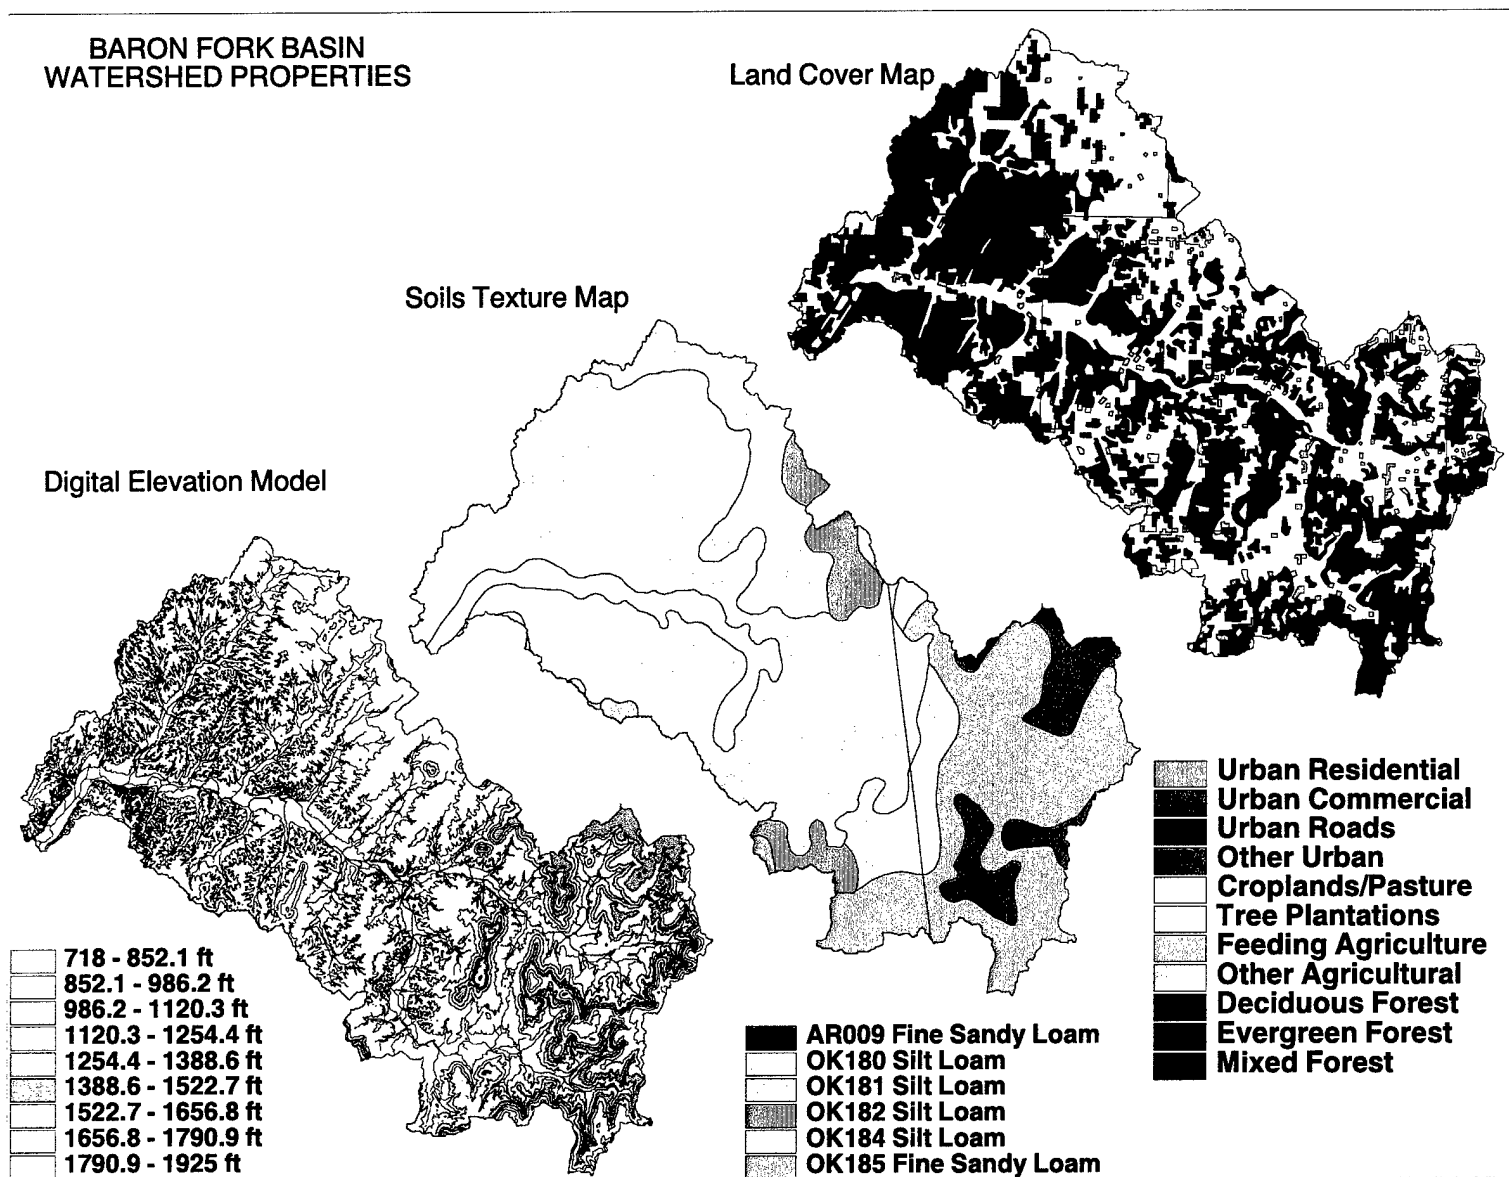 BARON FORK BASIN
WATERSHED PROPERTIES
Land Cover Map
Soils Texture Map
Digital Elevation Model
718 - 852.1 ft
852.1 - 986.2 ft
986.2 - 1120.3 ft
1120.3 - 1254.4 ft
1254.4 - 1388.6 ft
1388.6 - 1522.7 ft
1522.7 - 1656.8 ft
1656.8 - 1790.9 ft
1790.9 - 1925 ft
AR009 Fine Sandy Loam
OK180 Silt Loam
OK181 Silt Loam
OK182 Silt Loam
OK184 Silt Loam
OK185 Fine Sandy Loam
Urban Residential
Urban Commercial
Urban Roads
Other Urban
Croplands/Pasture
Tree Plantations
Feeding Agriculture
Other Agricultural
Deciduous Forest
Evergreen Forest
Mixed Forest